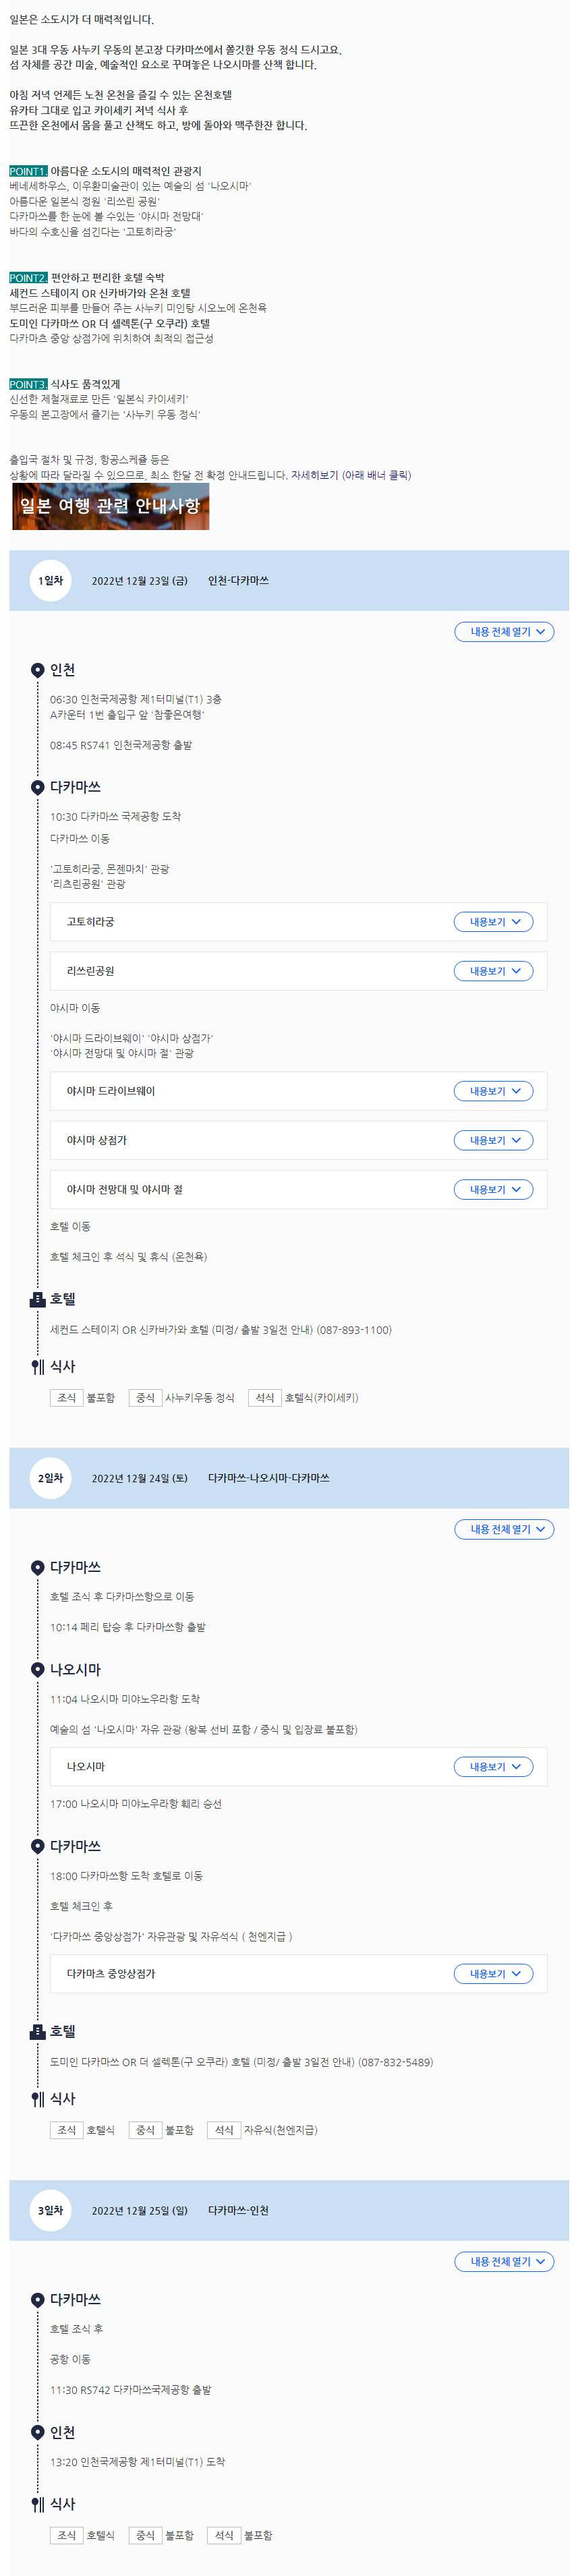 일본은 소도시가 더 매력적입니다.
일본 3대 우동 사누키 우동의 본고장 다카마쓰에서 쫄깃한 우동 정식 드시고요.
섬 자체를 공간 미술, 예술적인 요소로 꾸며놓은 나오시마를 산책 합니다.
아침 저녁 언제든 노천 온천을 즐길 수 있는 온천호텔
유카타 그대로 입고 카이세키 저녁 식사 후
뜨끈한 온천에서 몸을 풀고 산책도 하고, 방에 돌아와 맥주한잔 합니다.
POINT1. 아름다운 소도시의 매력적인 관광지
베네세하우스, 이우환미술관이 있는 예술의 섬 '나오시마'
아름다운 일본식 정원 '리쓰린 공원'
다카마쓰를 한 눈에 볼 수있는 '야시마 전망대'
바다의 수호신을 섬긴다는 '고토히라궁'
POINT2. 편안하고 편리한 호텔 숙박
세컨드 스테이지 OR 신카바가와 온천 호텔
부드러운 피부를 만들어 주는 사누키 미인탕 시오노에 온천욕
도미인 다카마쓰 OR 더 셀렉톤(구 오쿠라) 호텔
다카마츠 중앙 상점가에 위치하여 최적의 접근성
POINT3. 식사도 품격있게
신선한 제철재료로 만든 '일본식 카이세키'
우동의 본고장에서 즐기는 '사누키 우동 정식'
출입국 절차 및 규정, 항공스케쥴 등은
상황에 따라 달라질 수 있으므로, 최소 한달 전 확정 안내드립니다. 자세히보기 (아래 배너 클릭)
일본 여행 관련 안내사항
1일차 2022년 12월 23일 (금) 인천-다카마쓰
내용 전체 열기
인천
06:30 인천국제공항 제1터미널(T1) 3층
A카운터 1번 출입구 앞 '참좋은여행'
08:45 RS741 인천국제공항 출발
다카마쓰
10:30 다카마쓰 국제공항 도착
다카마쓰 이동
'고토히라궁, 몬젠마치' 관광
'리츠린공원' 관광
고토히라궁 내용보기
리쓰린공원 내용보기
야시마 이동
'야시마 드라이브웨이' '야시마 상점가'
'야시마 전망대 및 야시마 절' 관광
야시마 드라이브웨이 내용보기
야시마 상점가 내용보기
야시마 전망대 및 야시마 절 내용보기
호텔 이동
호텔 체크인 후 석식 및 휴식 (온천욕)
호텔
세컨드 스테이지 OR 신카바가와 호텔 (미정/ 출발 3일전 안내) (087-893-1100)
식사
조식 불포함 중식 사누키우동 정식 석식 호텔식(카이세키)
2일차 2022년 12월 24일 (토) 다카마쓰-나오시마-다카마쓰
내용 전체 열기
다카마쓰
호텔 조식 후 다카마쓰항으로 이동
10:14 페리 탑승 후 다카마쓰항 출발
나오시마
11:04 나오시마 미야노우라항 도착
예술의 섬 '나오시마' 자유 관광 (왕복 선비 포함 / 중식 및 입장료 불포함)
나오시마 내용보기
17:00 나오시마 미야노우라항 훼리 승선
다카마쓰
18:00 다카마쓰항 도착 호텔로 이동
호텔 체크인 후
'다카마쓰 중앙상점가' 자유관광 및 자유석식 ( 천엔지급 )
다카마츠 중앙상점가 내용보기
호텔
도미인 다카마쓰 OR 더 셀렉톤(구 오쿠라) 호텔 (미정/ 출발 3일전 안내) (087-832-5489)
식사
조식 호텔식 중식 불포함 석식 자유식(천엔지급)
3일차 2022년 12월 25일 (일) 다카마쓰-인천
내용 전체 열기
다카마쓰
호텔 조식 후
공항 이동
11:30 RS742 다카마쓰국제공항 출발
인천
13:20 인천국제공항 제1터미널(T1) 도착
식사
조식 호텔식 중식 불포함 석식 불포함